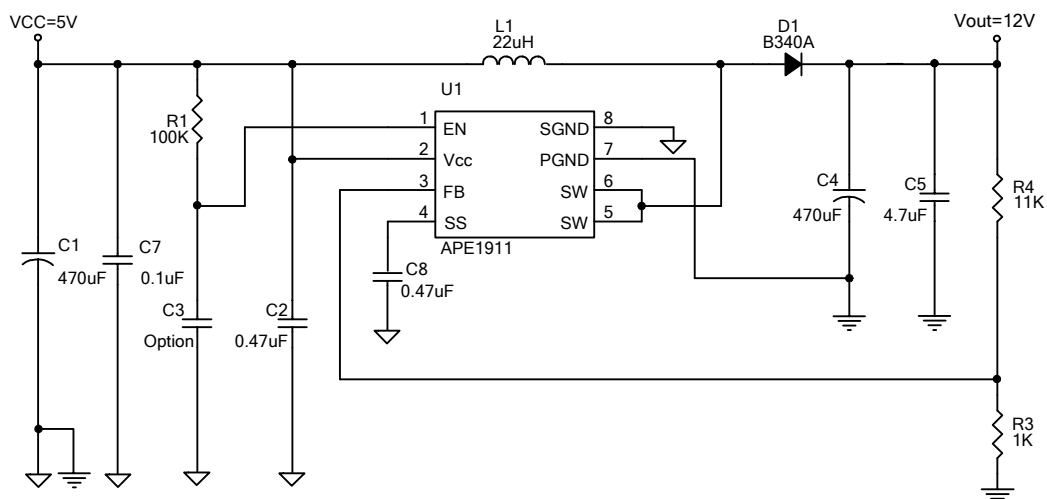 VCC=5V
L1
22uH
D1
B340A
Vout=12V
U1
R1
100K
1
EN
2
Vcc
3
FB
4
SS
SGND
8
PGND
7
SW
6
SW
5
APE1911
C4
470uF
C5
4.7uF
R4
11K
C1
470uF
C7
0.1uF
C8
0.47uF
C3
Option
C2
0.47uF
R3
1K